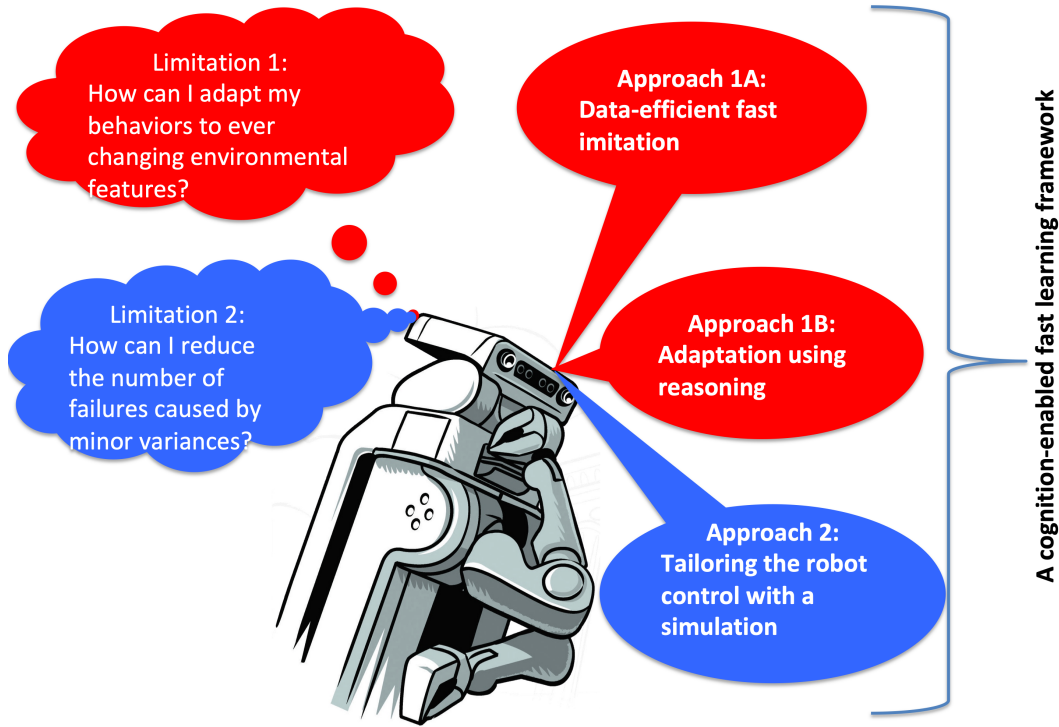 Limitation 1:
How can I adapt my
behaviors to ever
changing environmental
features?
Approach 1A:
Data-efficient fast
imitation
Limitation 2:
How can I reduce
the number of
failures caused by
minor variances?
Approach 1B:
Adaptation using
reasoning
Approach 2:
Tailoring the robot
control with a
simulation
A cognition-enabled fast learning framework